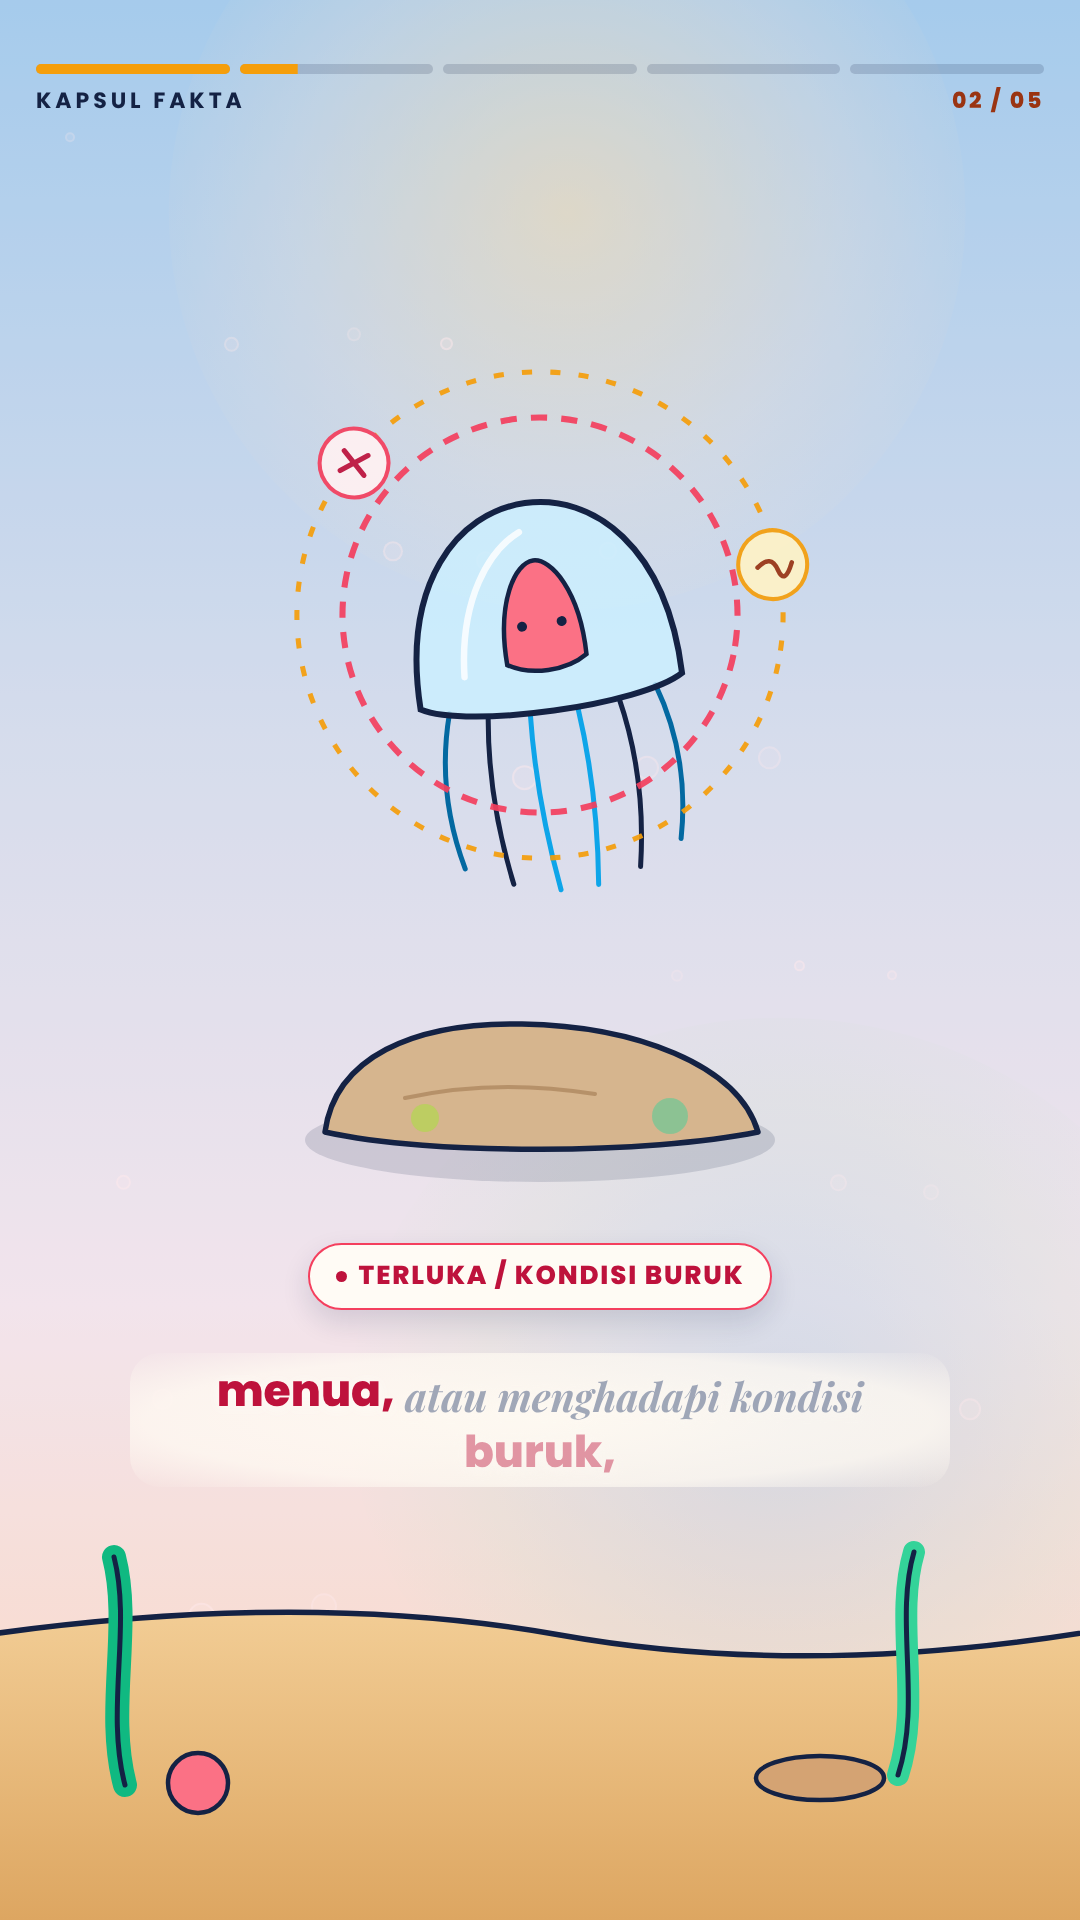 KAPSUL FAKTA
02 / 05
TERLUKA / KONDISI BURUK
menua, atau menghadapi kondisi
buruk,